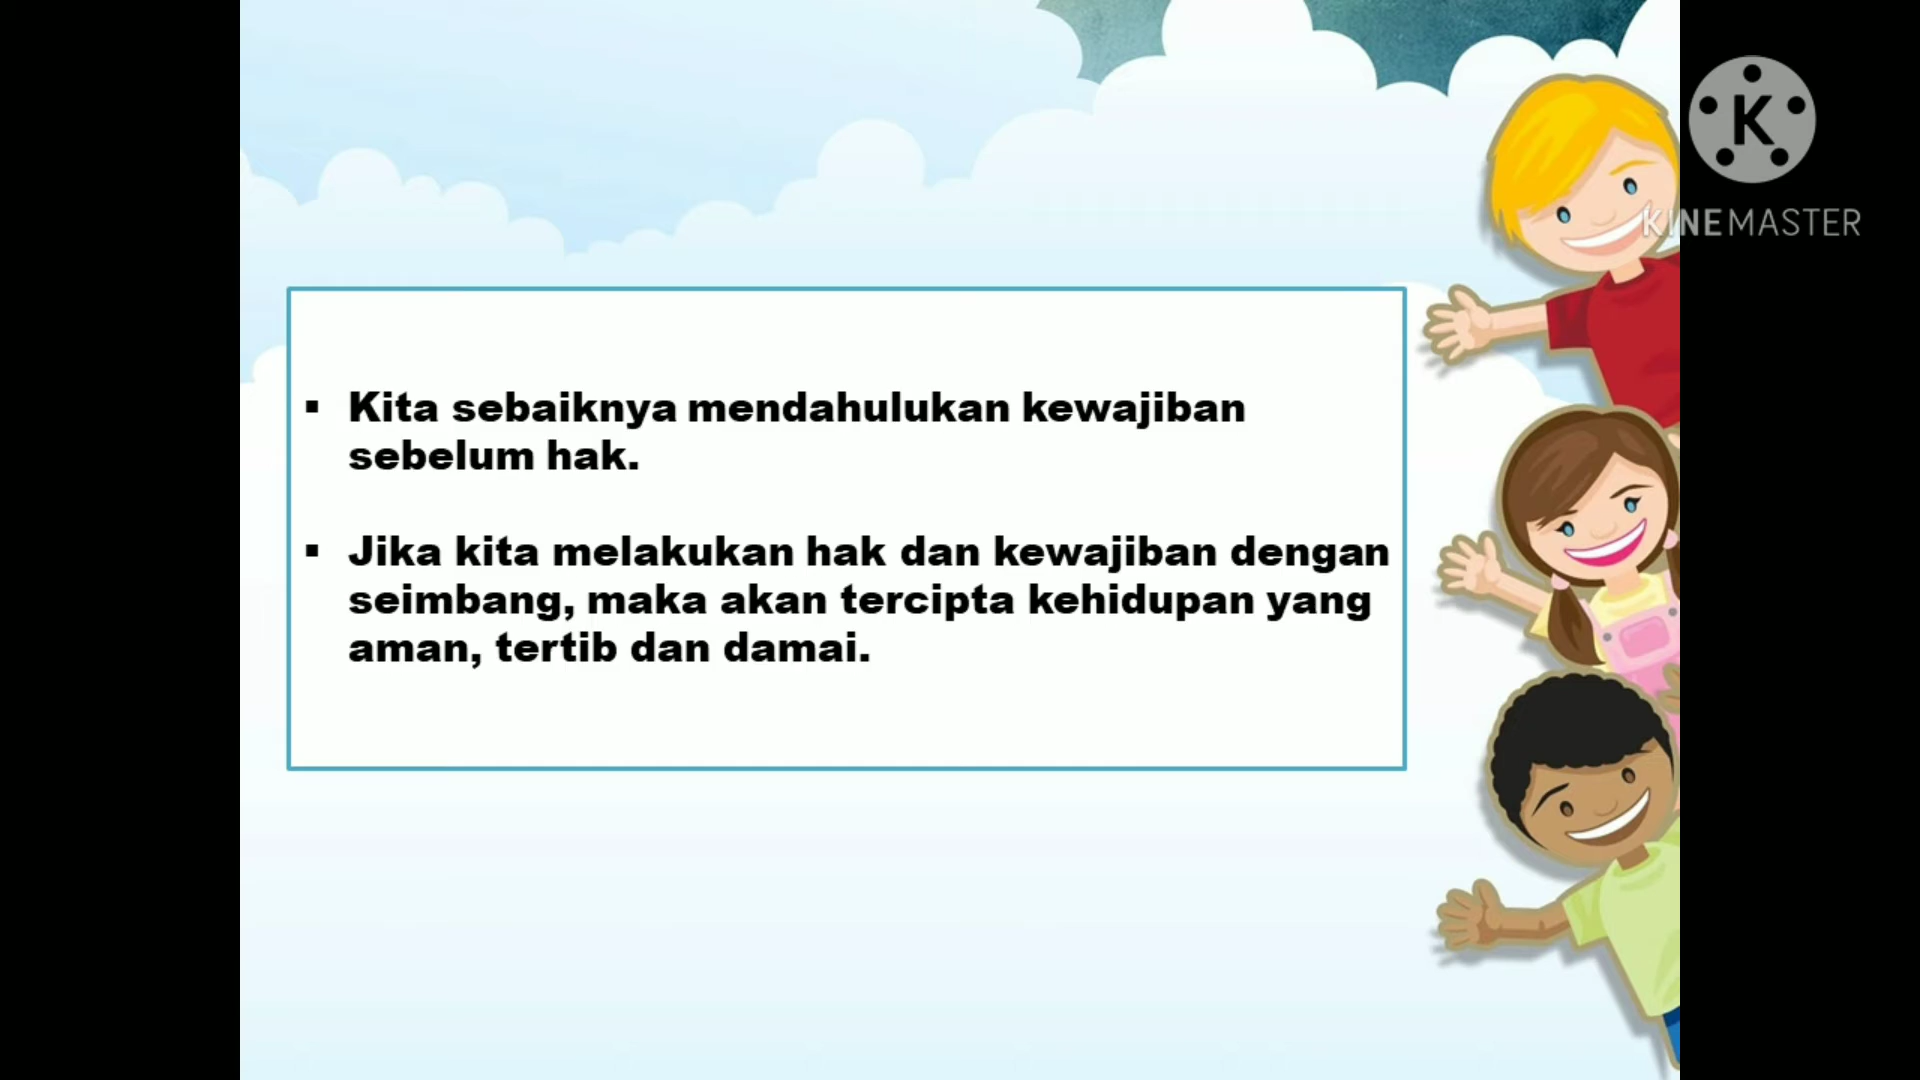 K
KINEMASTER
▪ Kita sebaiknya mendahulukan kewajiban
sebelum hak.
▪ Jika kita melakukan hak dan kewajiban dengan
seimbang, maka akan tercipta kehidupan yang
aman, tertib dan damai.